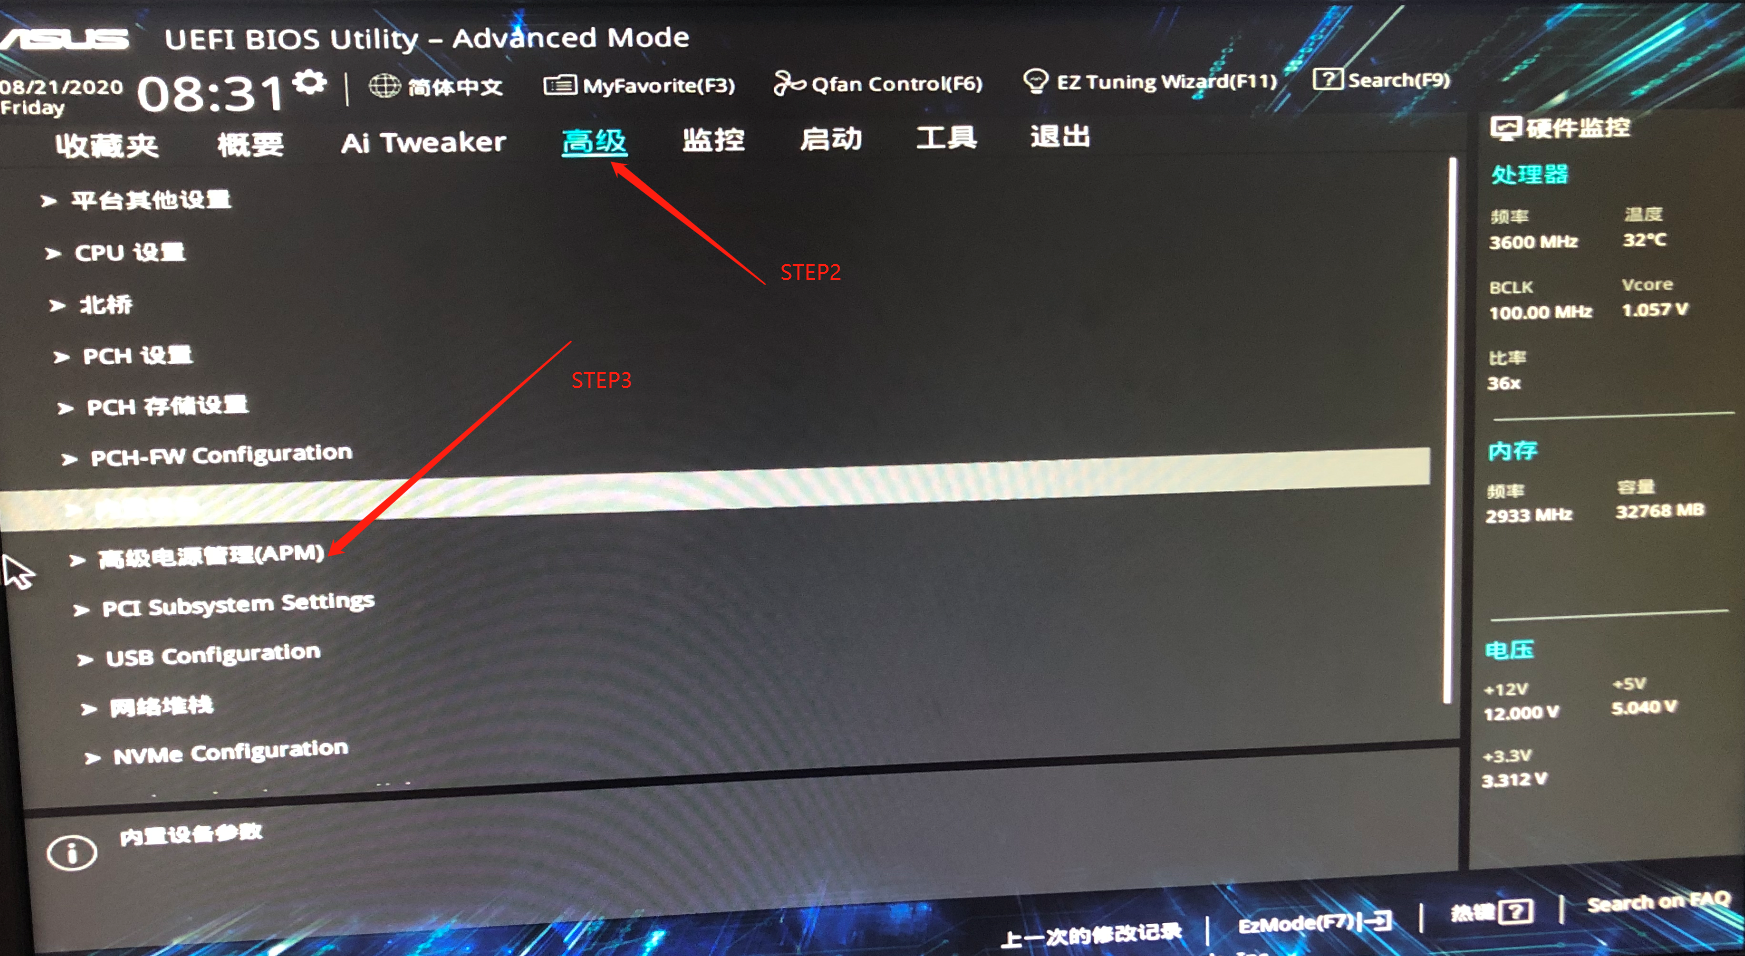 ASUS UEFI BIOS Utility – Advanced Mode
08/21/2020
Friday
08:31
简体中文
MyFavorite(F3)
Qfan Control(F6)
EZ Tuning Wizard(F11)
Search(F9)
收藏夹 概要 Ai Tweaker 高级 监控 启动 工具 退出
平台其他设置
CPU 设置
STEP2
北桥
PCH 设置
STEP3
PCH 存储设置
PCH-FW Configuration
高级电源管理(APM)
PCI Subsystem Settings
USB Configuration
网络堆栈
NVMe Configuration
内置设备参数
硬件监控
处理器
频率 温度
3600 MHz 32°C
BCLK Vcore
100.00 MHz 1.057 V
比率
36x
内存
频率 容量
2933 MHz 32768 MB
电压
+12V +5V
12.000 V 5.040 V
+3.3V
3.312 V
上一次的修改记录 EzMode(F7) 热键 ? Search on FAQ